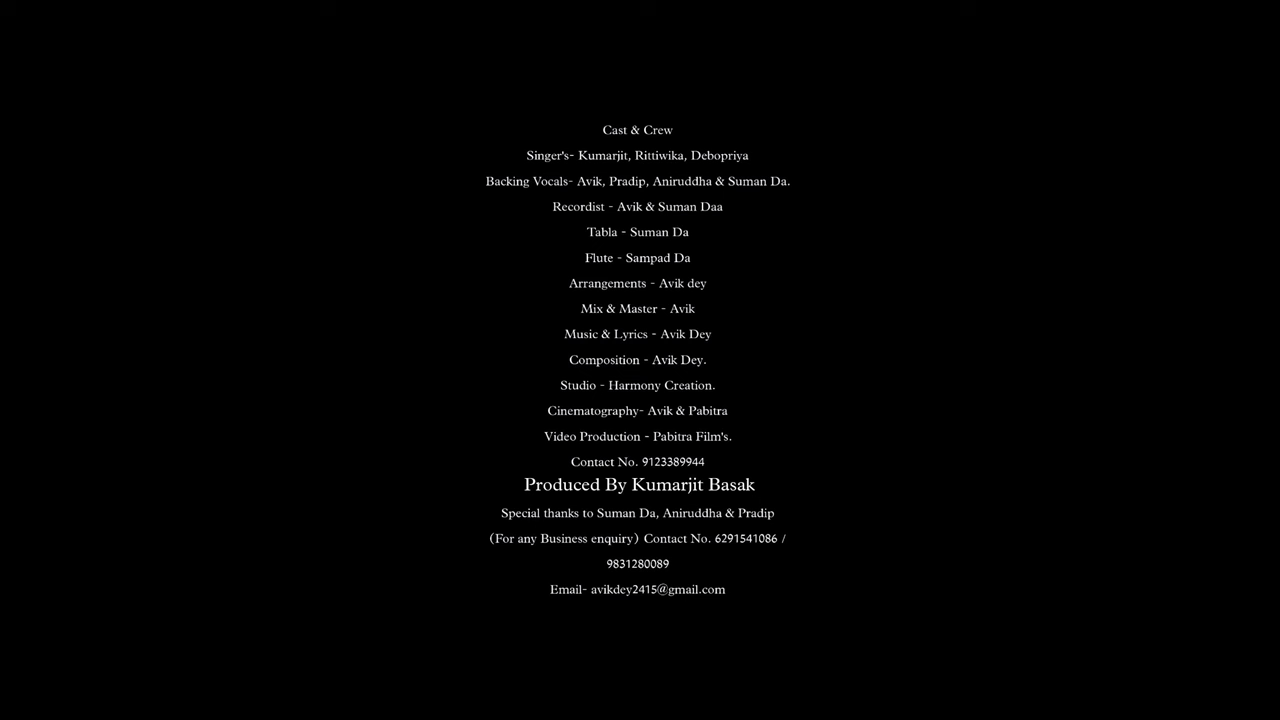 Cast & Crew
Singer's- Kumarjit, Rittiwika, Debopriya
Backing Vocals- Avik, Pradip, Aniruddha & Suman Da.
Recordist - Avik & Suman Daa
Tabla - Suman Da
Flute - Sampad Da
Arrangements - Avik dey
Mix & Master - Avik
Music & Lyrics - Avik Dey
Composition - Avik Dey.
Studio - Harmony Creation.
Cinematography- Avik & Pabitra
Video Production - Pabitra Film's.
Contact No. 9123389944
Produced By Kumarjit Basak
Special thanks to Suman Da, Aniruddha & Pradip
(For any Business enquiry) Contact No. 6291541086 /
9831280089
Email- avikdey2415@gmail.com